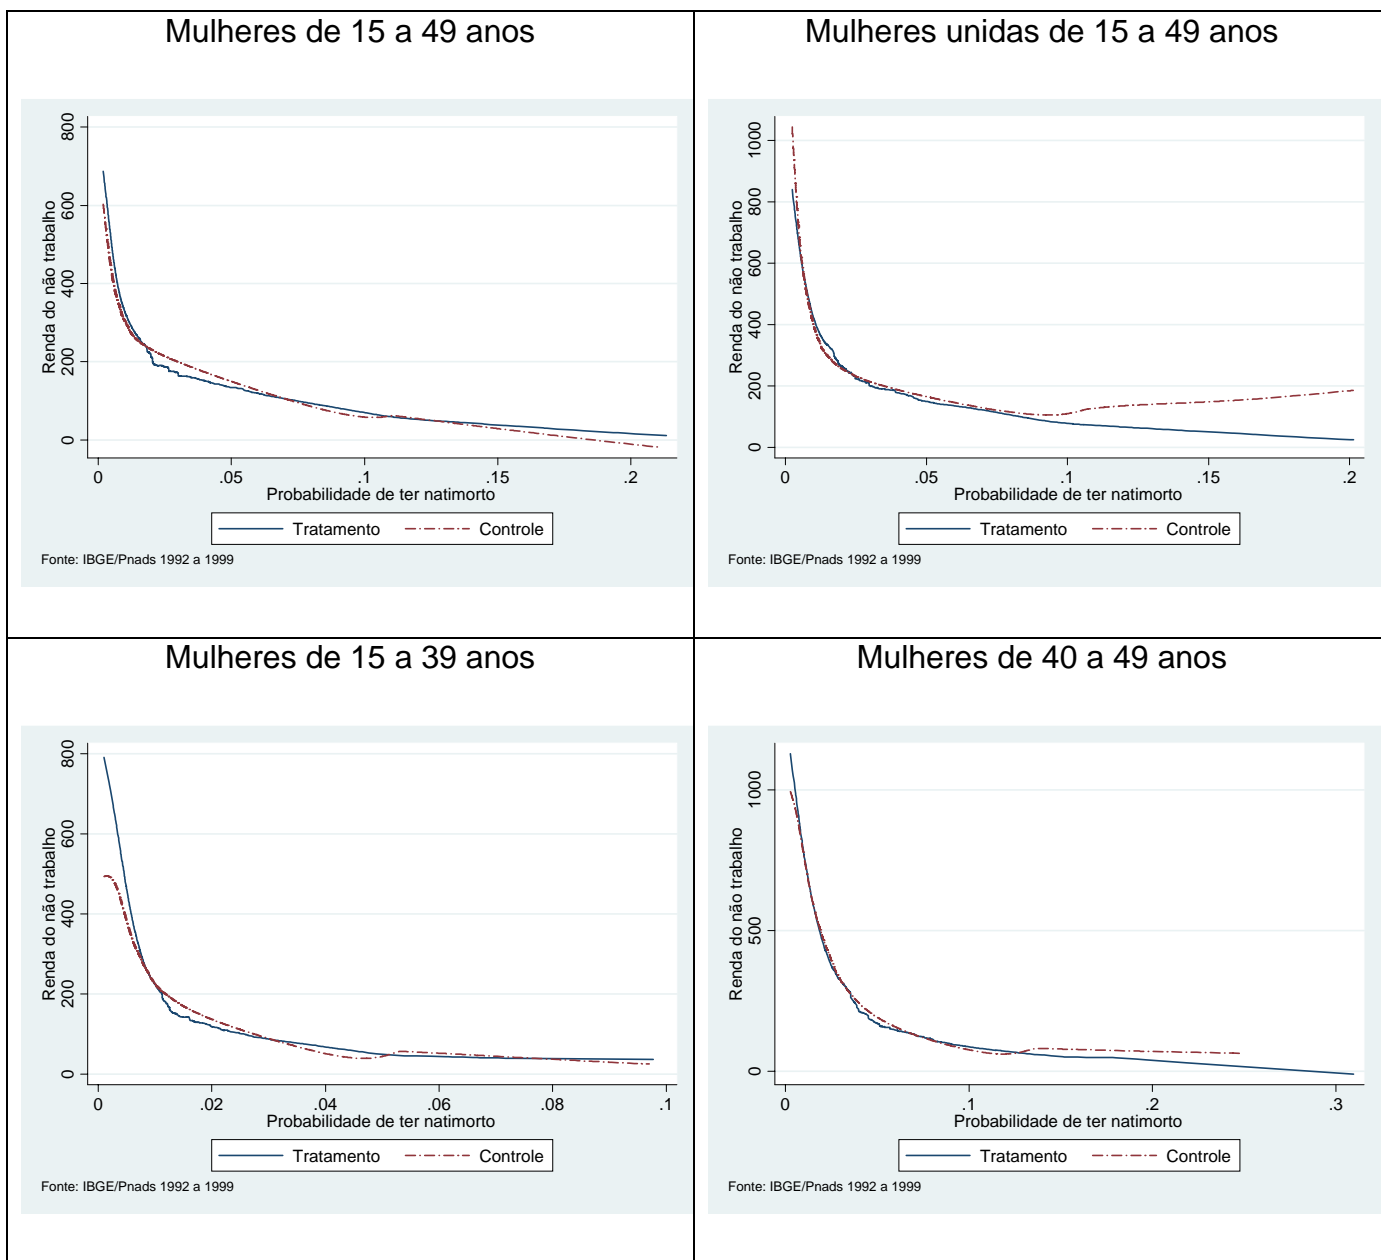 Mulheres de 15 a 49 anos
Renda do não trabalho
800
600
400
200
0
0 .05 .1 .15 .2
Probabilidade de ter natimorto
Tratamento Controle
Fonte: IBGE/Pnads 1992 a 1999
Mulheres unidas de 15 a 49 anos
Renda do não trabalho
1000
800
600
400
200
0
0 .05 .1 .15 .2
Probabilidade de ter natimorto
Tratamento Controle
Fonte: IBGE/Pnads 1992 a 1999
Mulheres de 15 a 39 anos
Renda do não trabalho
800
600
400
200
0
0 .02 .04 .06 .08 .1
Probabilidade de ter natimorto
Tratamento Controle
Fonte: IBGE/Pnads 1992 a 1999
Mulheres de 40 a 49 anos
Renda do não trabalho
1000
500
0
0 .1 .2 .3
Probabilidade de ter natimorto
Tratamento Controle
Fonte: IBGE/Pnads 1992 a 1999